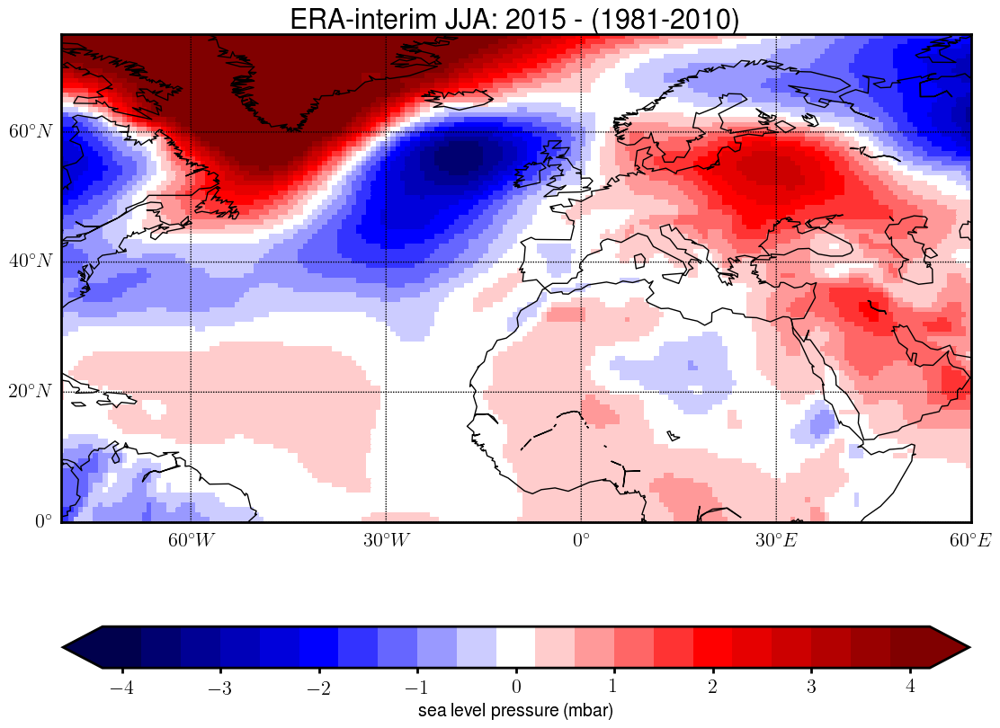 ERA-interim JJA: 2015 - (1981-2010)
60°N
40°N
20°N
0°
60°W 30°W 0° 30°E 60°E
−4 −3 −2 −1 0 1 2 3 4
sea level pressure (mbar)